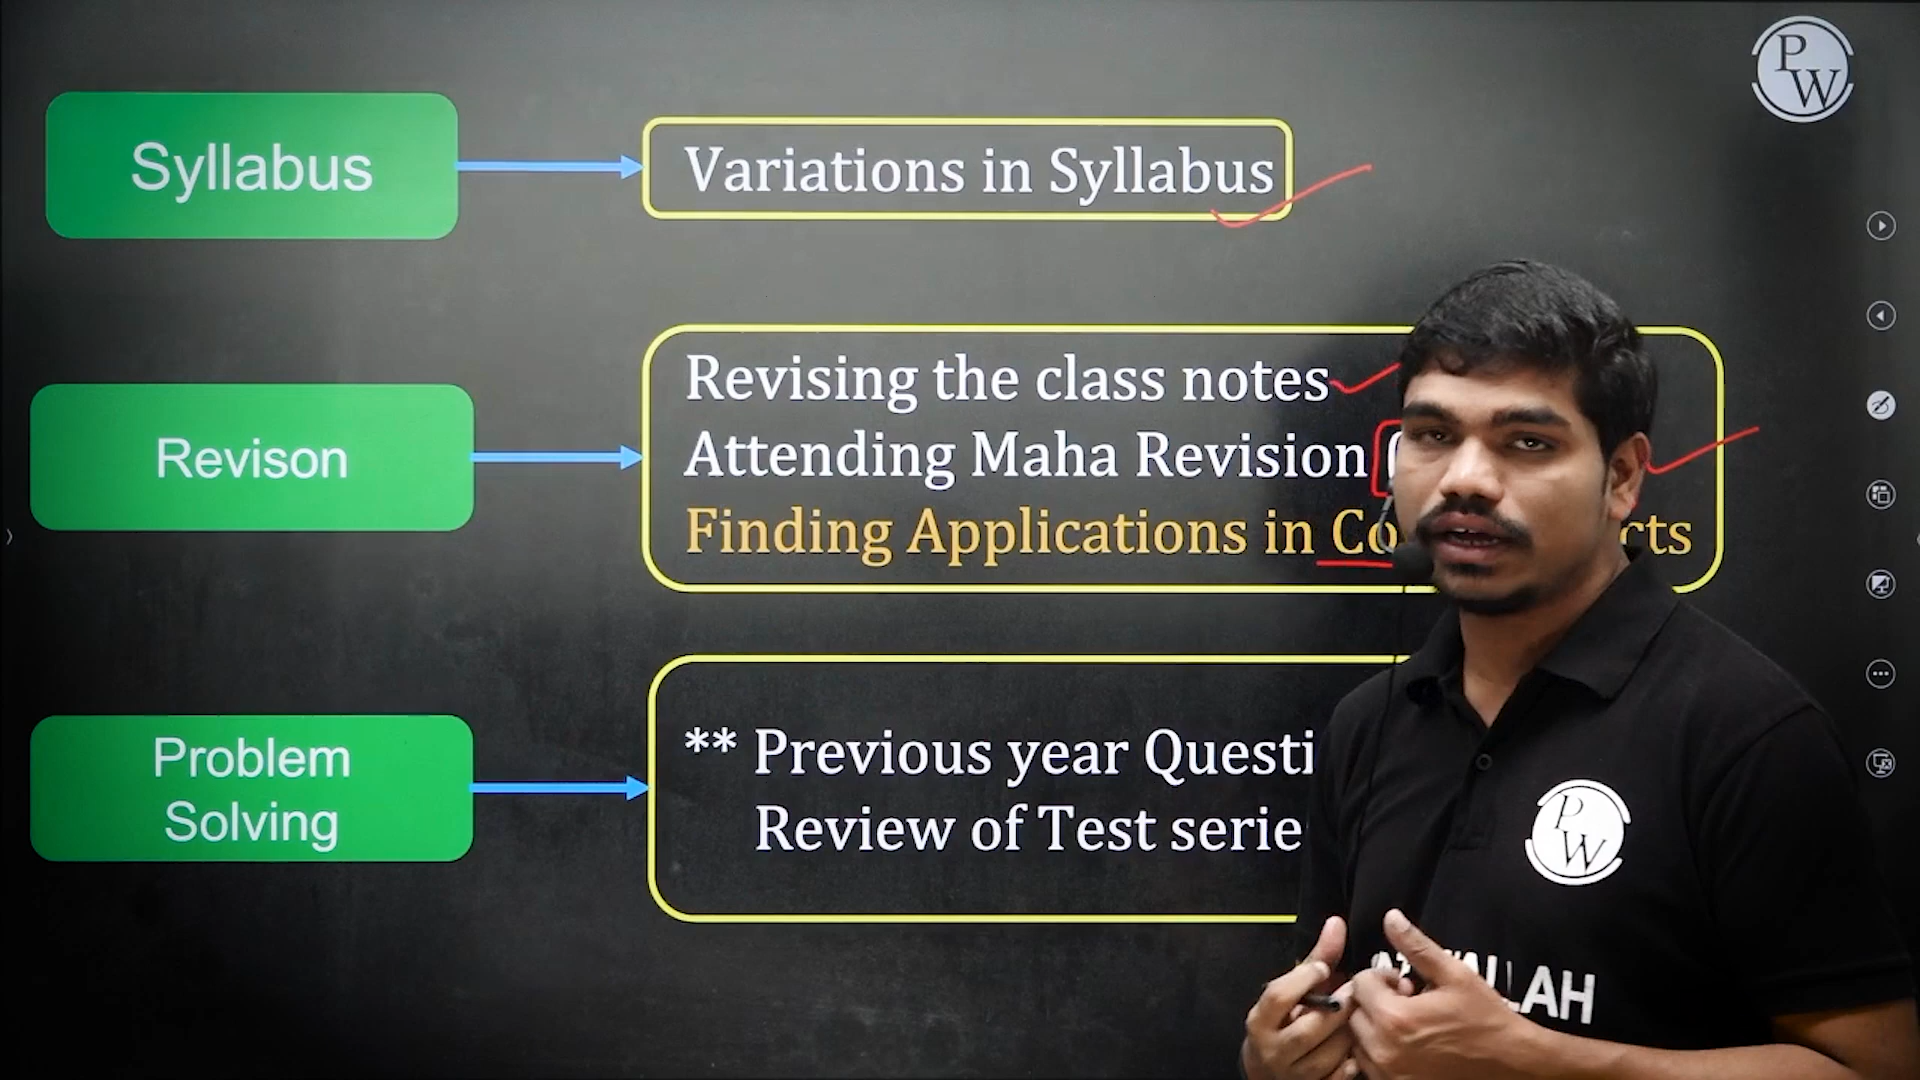 PW
Syllabus
Variations in Syllabus
Revising the class notes
Revison
Attending Maha Revision (
Finding Applications in
Problem
Solving
** Previous year
Review of Test
PW